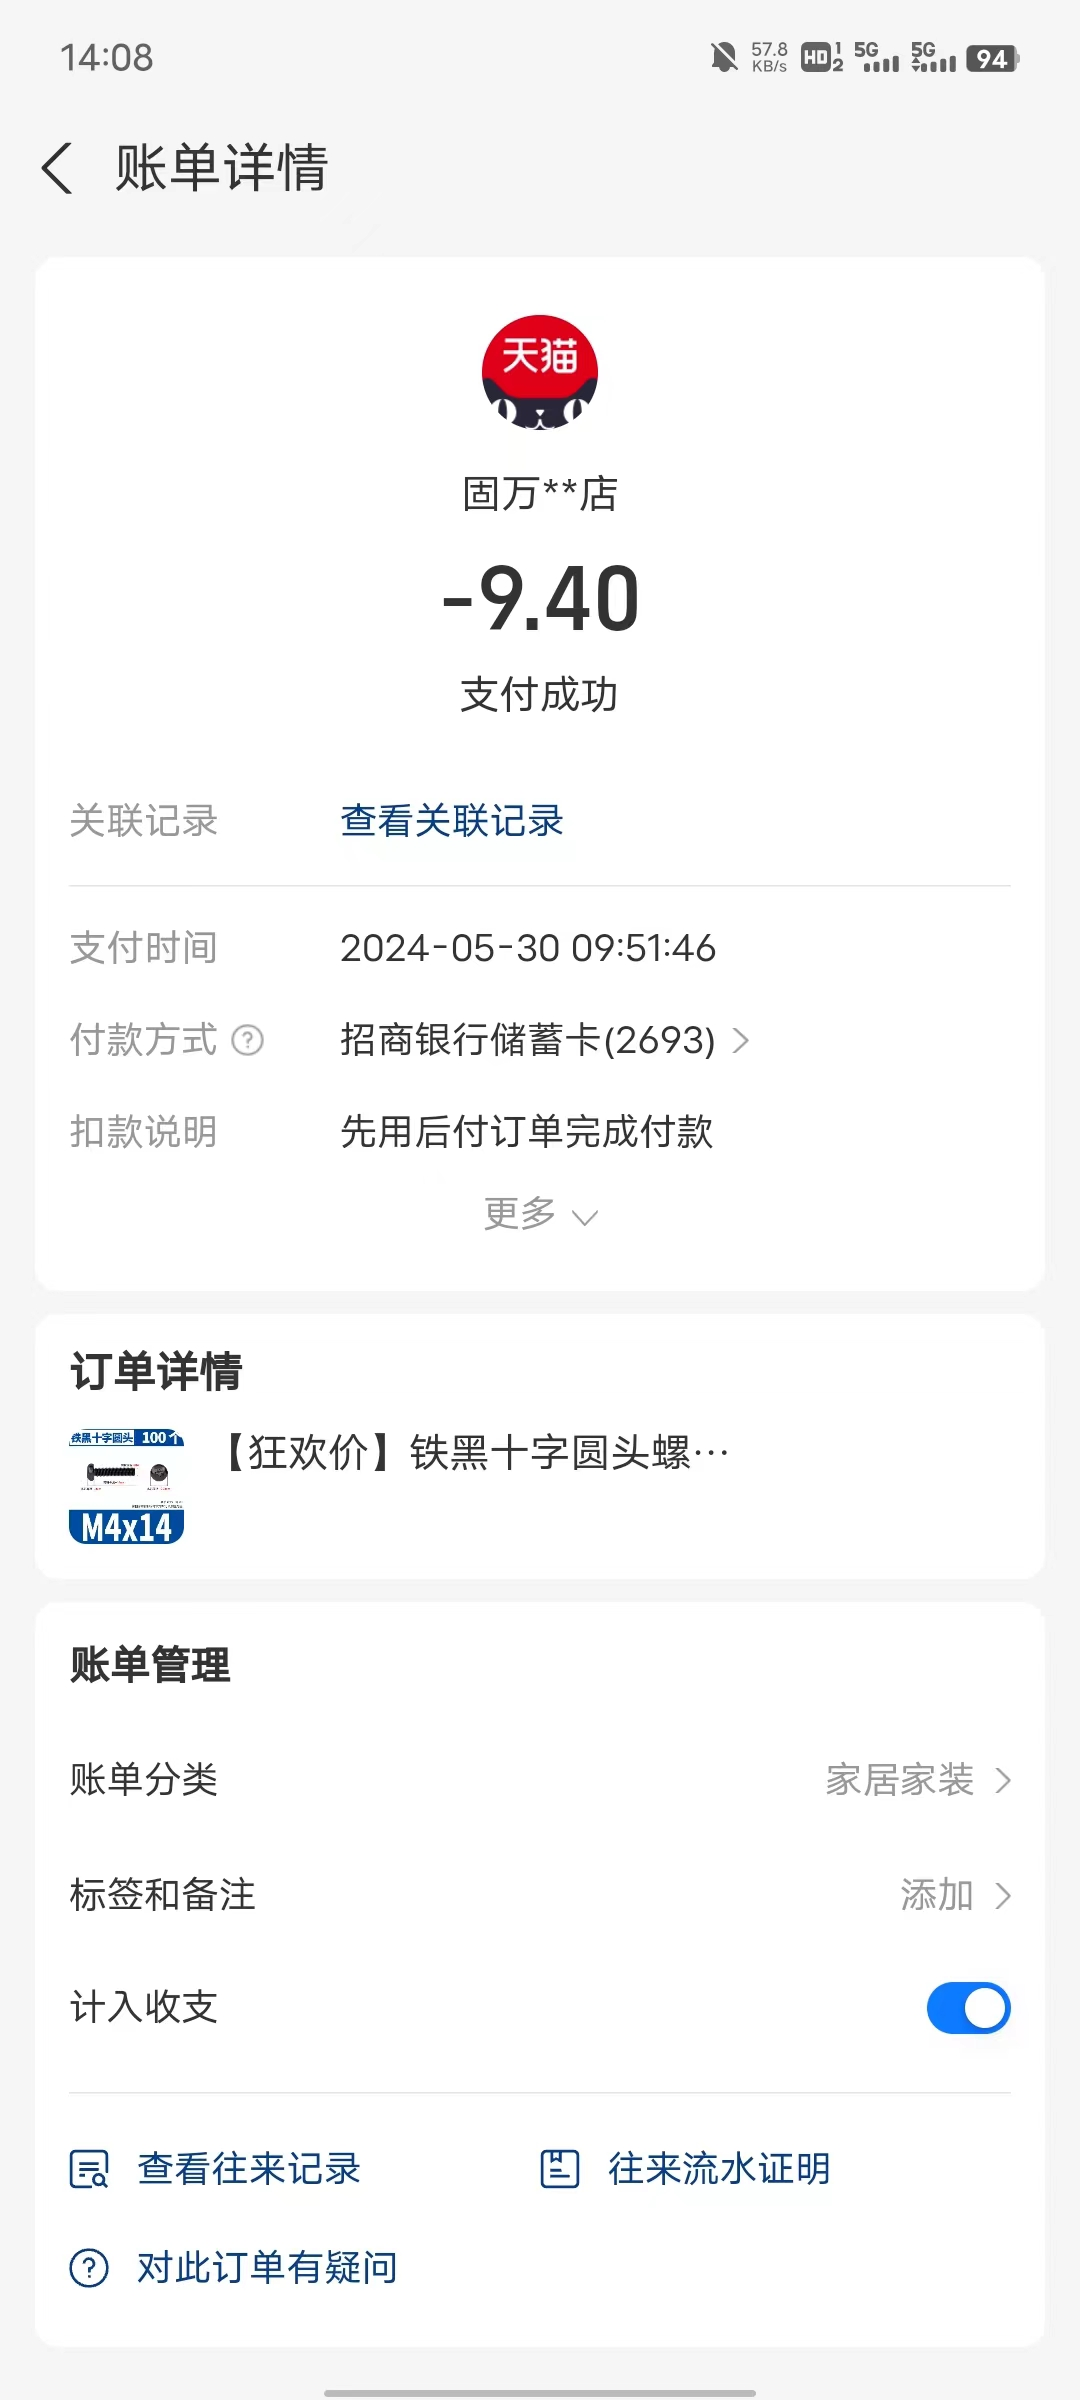 14:08
57.8 KB/s HD 1 2 5G 5G 94
账单详情
天猫
固万**店
-9.40
支付成功
关联记录 查看关联记录
支付时间 2024-05-30 09:51:46
付款方式 ? 招商银行储蓄卡(2693)
扣款说明 先用后付订单完成付款
更多
订单详情
铁黑十字圆头 100个
【狂欢价】铁黑十字圆头螺…
M4x14
账单管理
账单分类 家居家装
标签和备注 添加
计入收支
查看往来记录 往来流水证明
? 对此订单有疑问